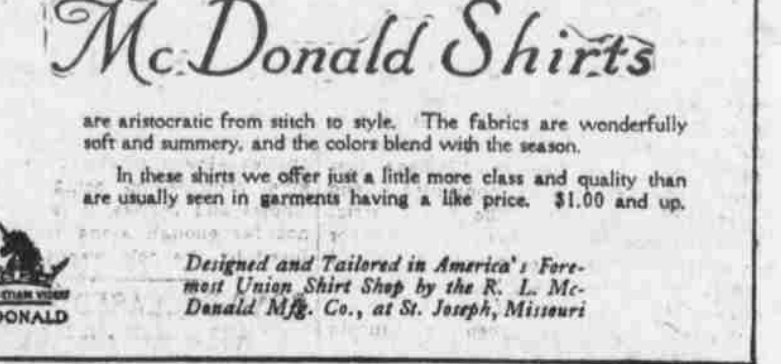 McDonald Shirts
are aristocratic from stitch to style. The fabrics are wonderfully
soft and summery, and the colors blend with the season.
In these shirts we offer just a little more class and quality than
are usually seen in garments having a like price. $1.00 and up.
Designed and Tailored in America's Fore-
most Union Shirt Shop by the R. L. Mc-
Donald Mfg. Co., at St. Joseph, Missouri
DONALD